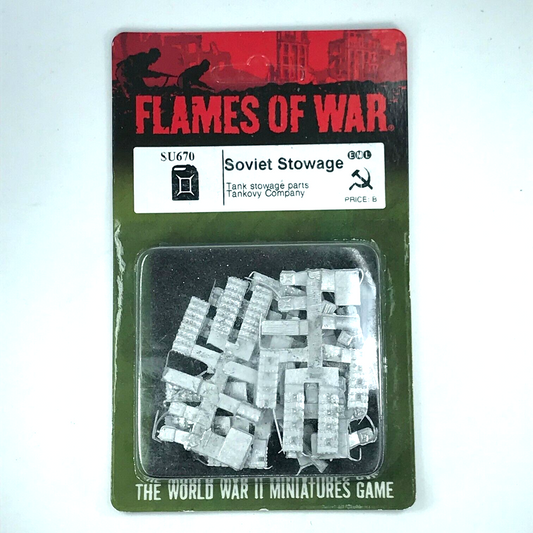 FLAMES OF WAR®
SU670
Soviet Stowage
E M L
Tank stowage parts
Tankovy Company
PRICE: B
THE WORLD WAR II MINIATURES GAME